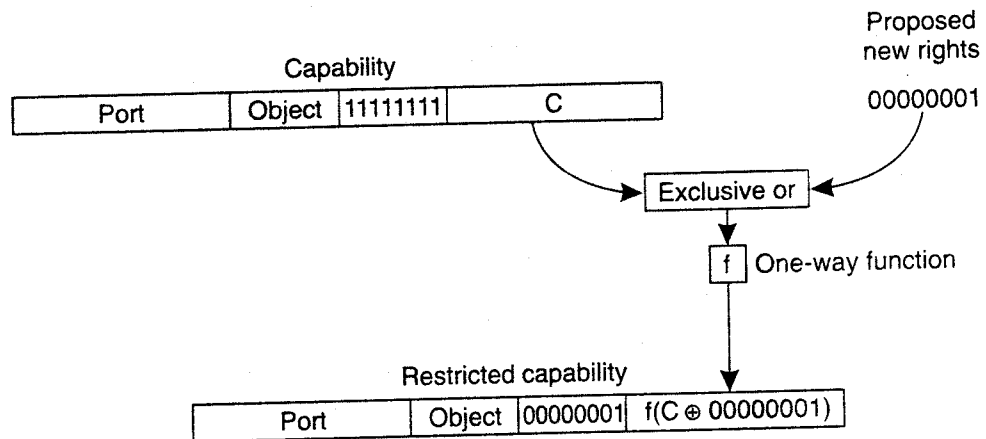 Proposed
new rights
Capability
Port Object 11111111 C
00000001
Exclusive or
f One-way function
Restricted capability
Port Object 00000001 f(C ⊕ 00000001)